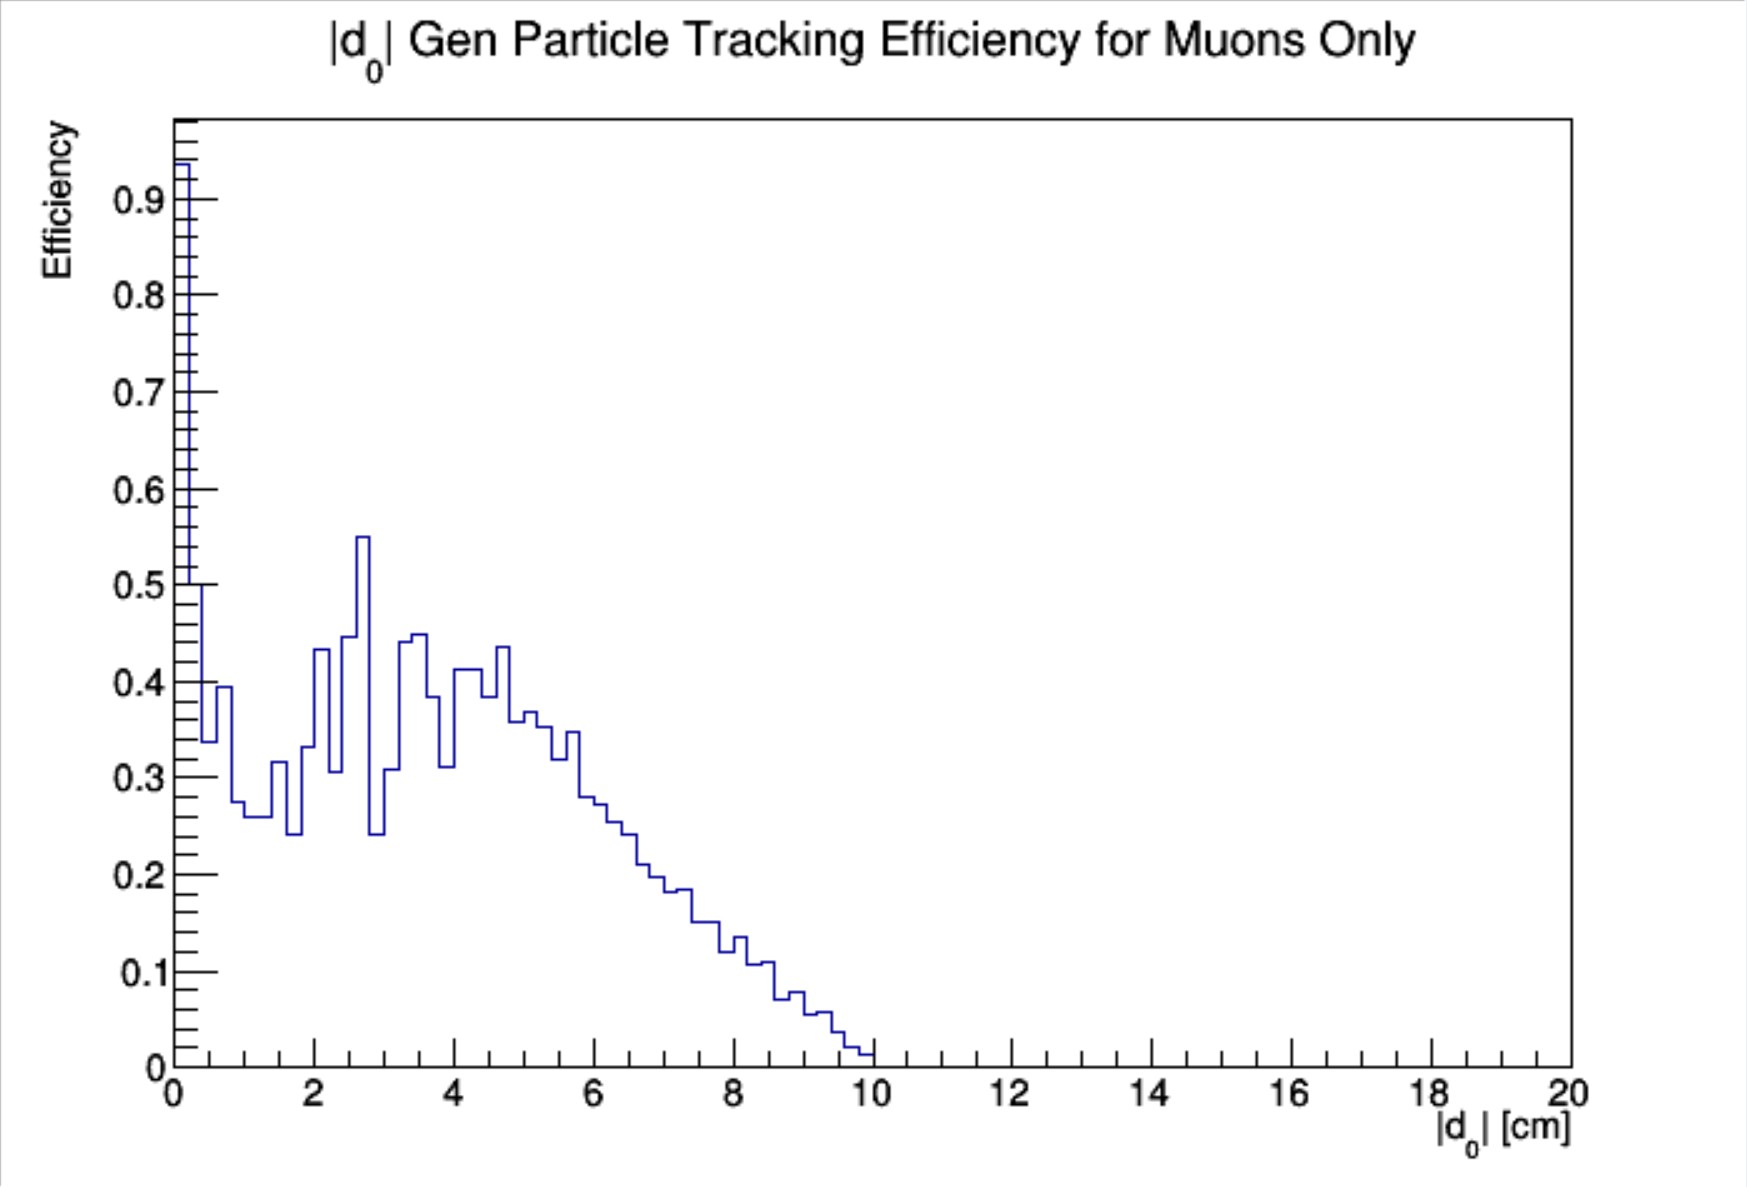 |d0| Gen Particle Tracking Efficiency for Muons Only
Efficiency
0.9
0.8
0.7
0.6
0.5
0.4
0.3
0.2
0.1
0
0 2 4 6 8 10 12 14 16 18 20
|d0| [cm]